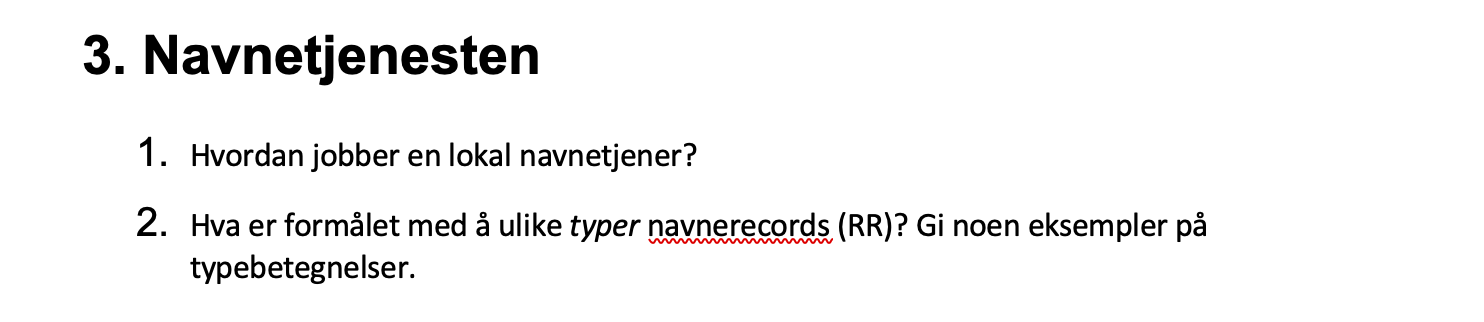 3. Navnetjenesten
1. Hvordan jobber en lokal navnetjener?
2. Hva er formålet med å ulike typer navnerecords (RR)? Gi noen eksempler på
typebetegnelser.